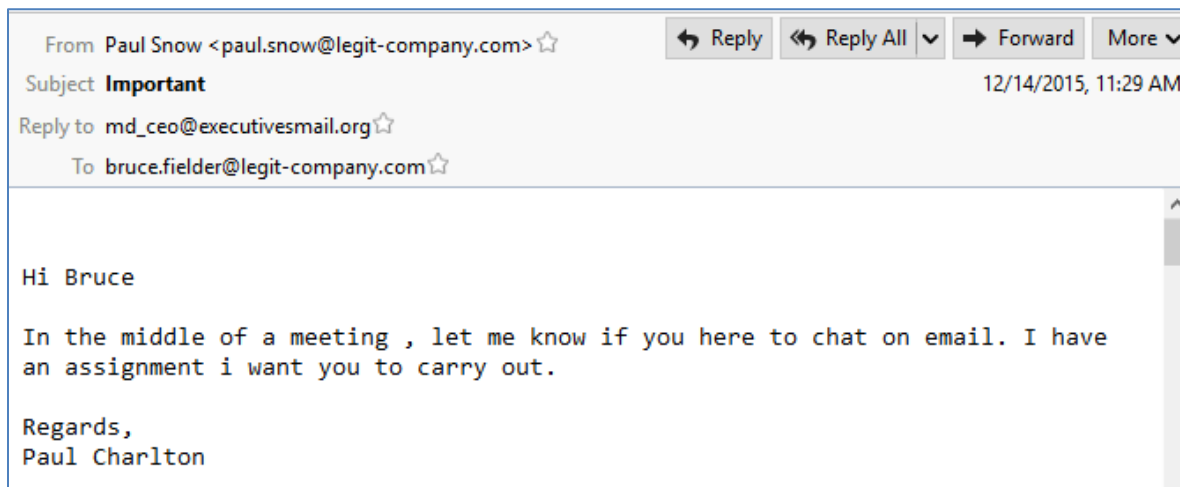 From Paul Snow <paul.snow@legit-company.com> Reply Reply All Forward More
Subject Important 12/14/2015, 11:29 AM
Reply to md_ceo@executivesmail.org
To bruce.fielder@legit-company.com
Hi Bruce
In the middle of a meeting , let me know if you here to chat on email. I have
an assignment i want you to carry out.
Regards,
Paul Charlton